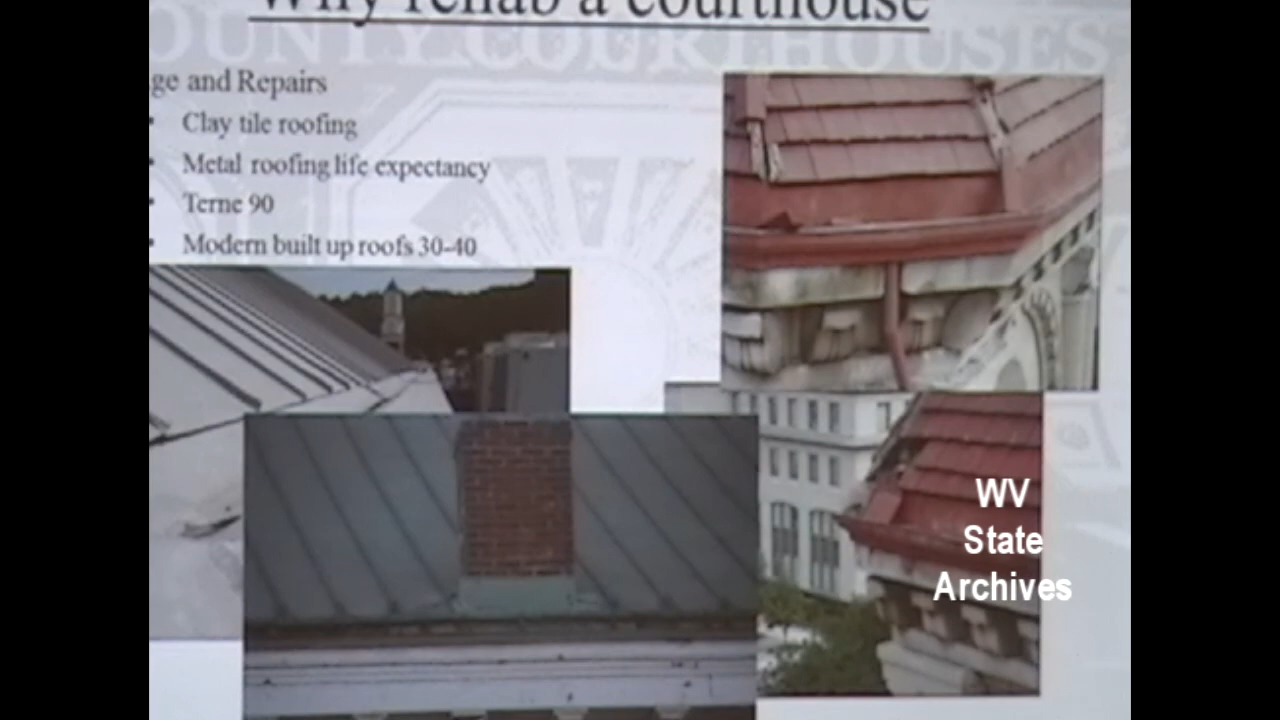 Why rehab a courthouse
OUNTY COURTHOUSES
ge and Repairs
• Clay tile roofing
• Metal roofing life expectancy
• Terne 90
• Modern built up roofs 30-40
WV
State
Archives